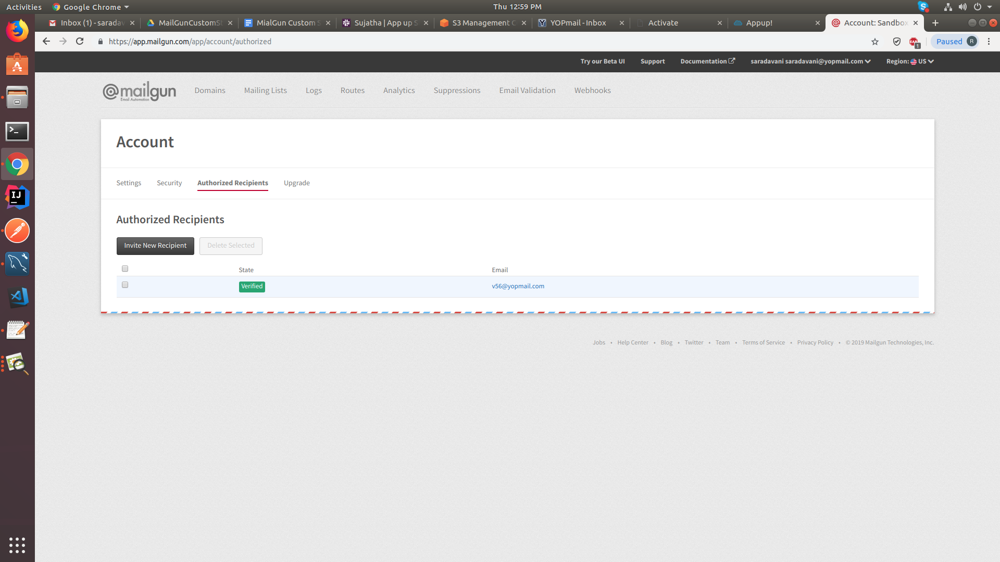 Activities Google Chrome Thu 12:59 PM
Inbox (1) - saradav MailGunCustomSt MialGun Custom S Sujatha | App up S S3 Management C YOPmail - Inbox Activate Appup! Account: Sandbox
https://app.mailgun.com/app/account/authorized Paused R
Try our Beta UI Support Documentation saradavani saradavani@yopmail.com Region: US
@mailgun Domains Mailing Lists Logs Routes Analytics Suppressions Email Validation Webhooks
Email Automation
Account
Settings Security Authorized Recipients Upgrade
Authorized Recipients
Invite New Recipient Delete Selected
State Email
Verified v56@yopmail.com
Jobs • Help Center • Blog • Twitter • Team • Terms of Service • Privacy Policy • © 2019 Mailgun Technologies, Inc.